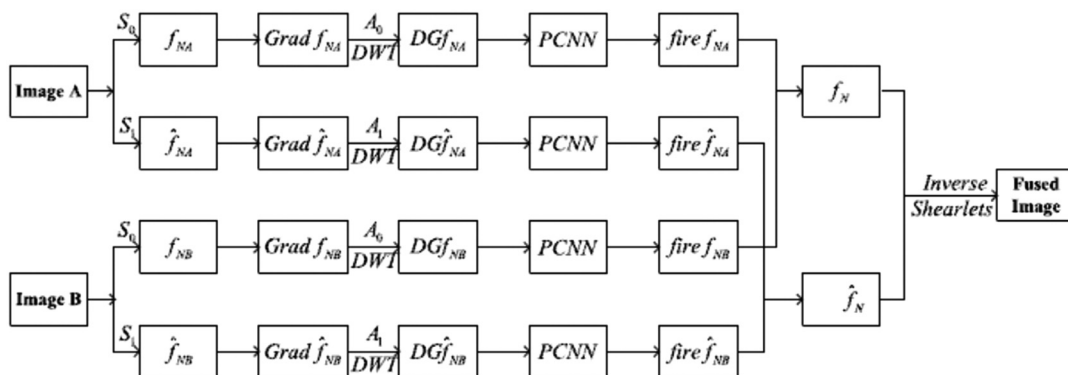 S₀ A₀
f_NA Grad f_NA DWT DGf_NA PCNN fire f_NA
Image A f_N
S₁ A₁
f̂_NA Grad f̂_NA DWT DGf̂_NA PCNN fire f̂_NA
Inverse Fused
Shearlets Image
S₀ A₀
f_NB Grad f_NB DWT DGf_NB PCNN fire f_NB
Image B f̂_N
S₁ A₁
f̂_NB Grad f̂_NB DWT DGf̂_NB PCNN fire f̂_NB